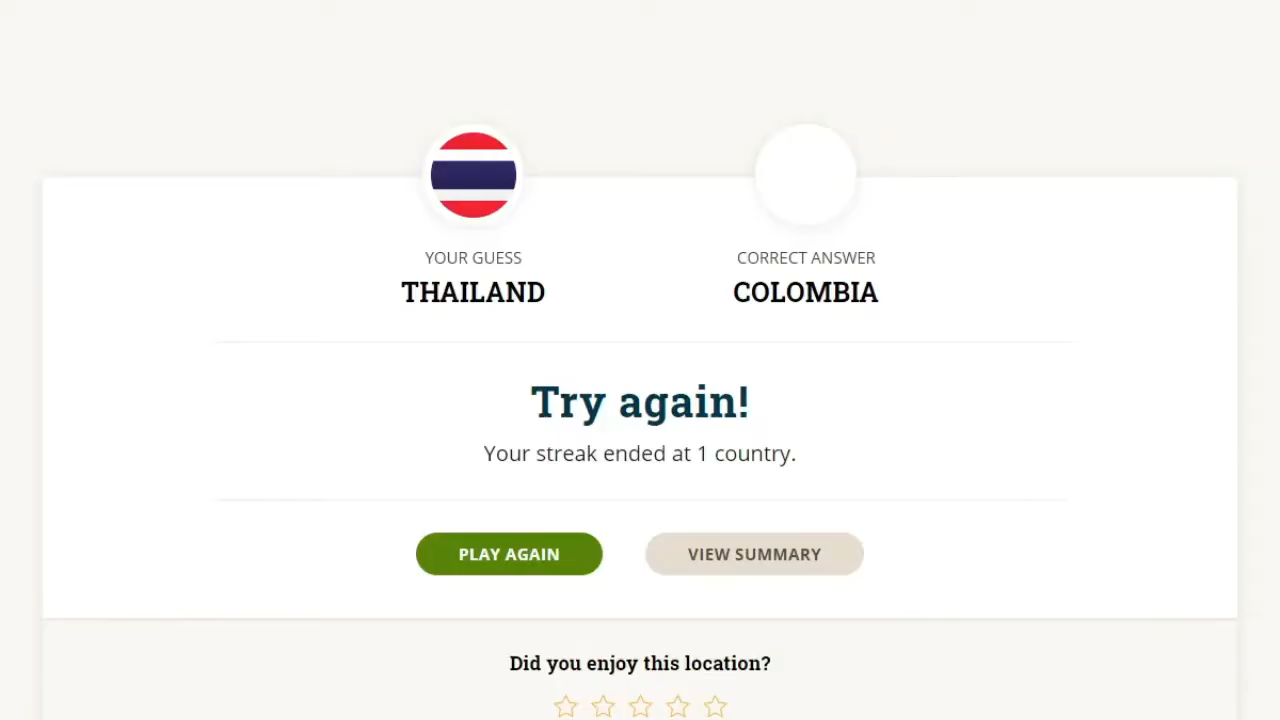 YOUR GUESS
THAILAND
CORRECT ANSWER
COLOMBIA
Try again!
Your streak ended at 1 country.
PLAY AGAIN
VIEW SUMMARY
Did you enjoy this location?